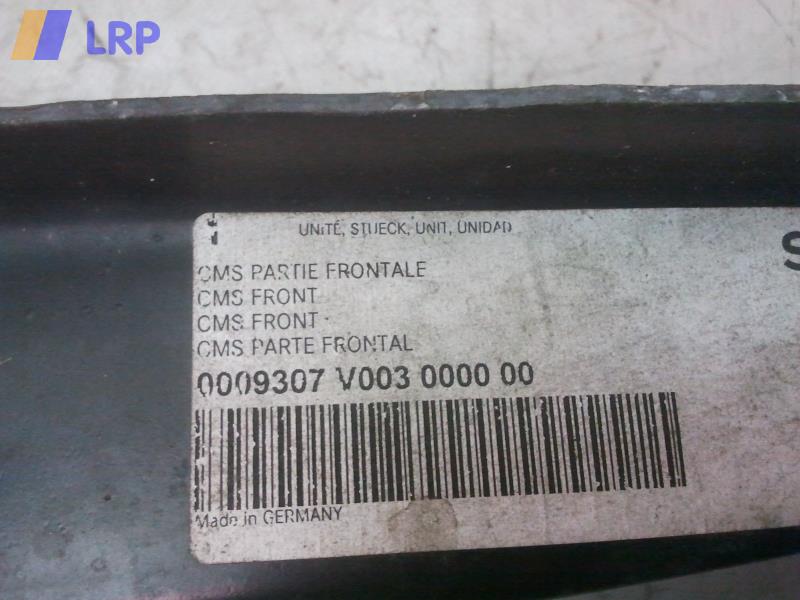 LRP
1
UNITÉ, STUECK, UNIT, UNIDAD
S
CMS PARTIE FRONTALE
CMS FRONT
CMS FRONT
CMS PARTE FRONTAL
0009307 V003 0000 00
Made in GERMANY